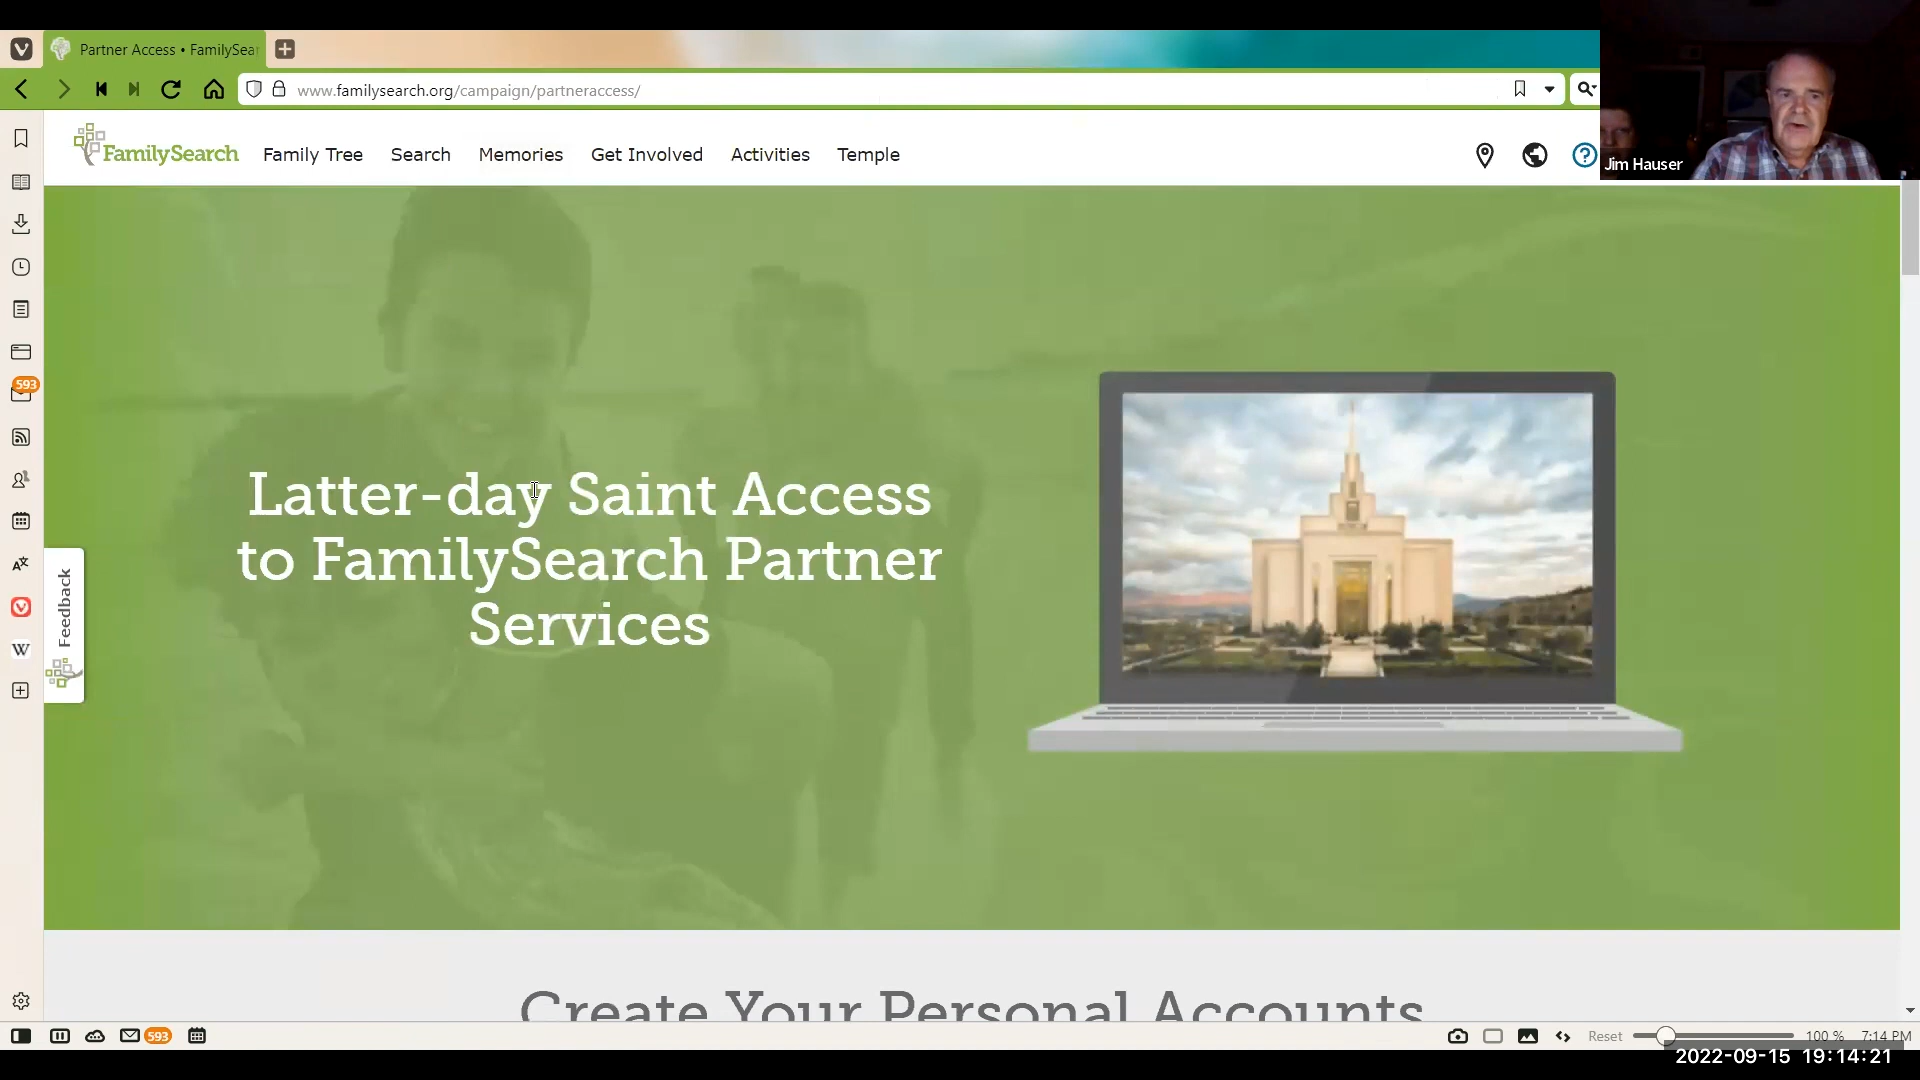 Partner Access • FamilySear
www.familysearch.org/campaign/partneraccess/
FamilySearch
Family Tree
Search
Memories
Get Involved
Activities
Temple
Jim Hauser
593
Latter-day Saint Access
to FamilySearch Partner
Services
Feedback
W
Create Your Personal Accounts
593
Reset
100 %
7:14 PM
2022-09-15 19:14:21